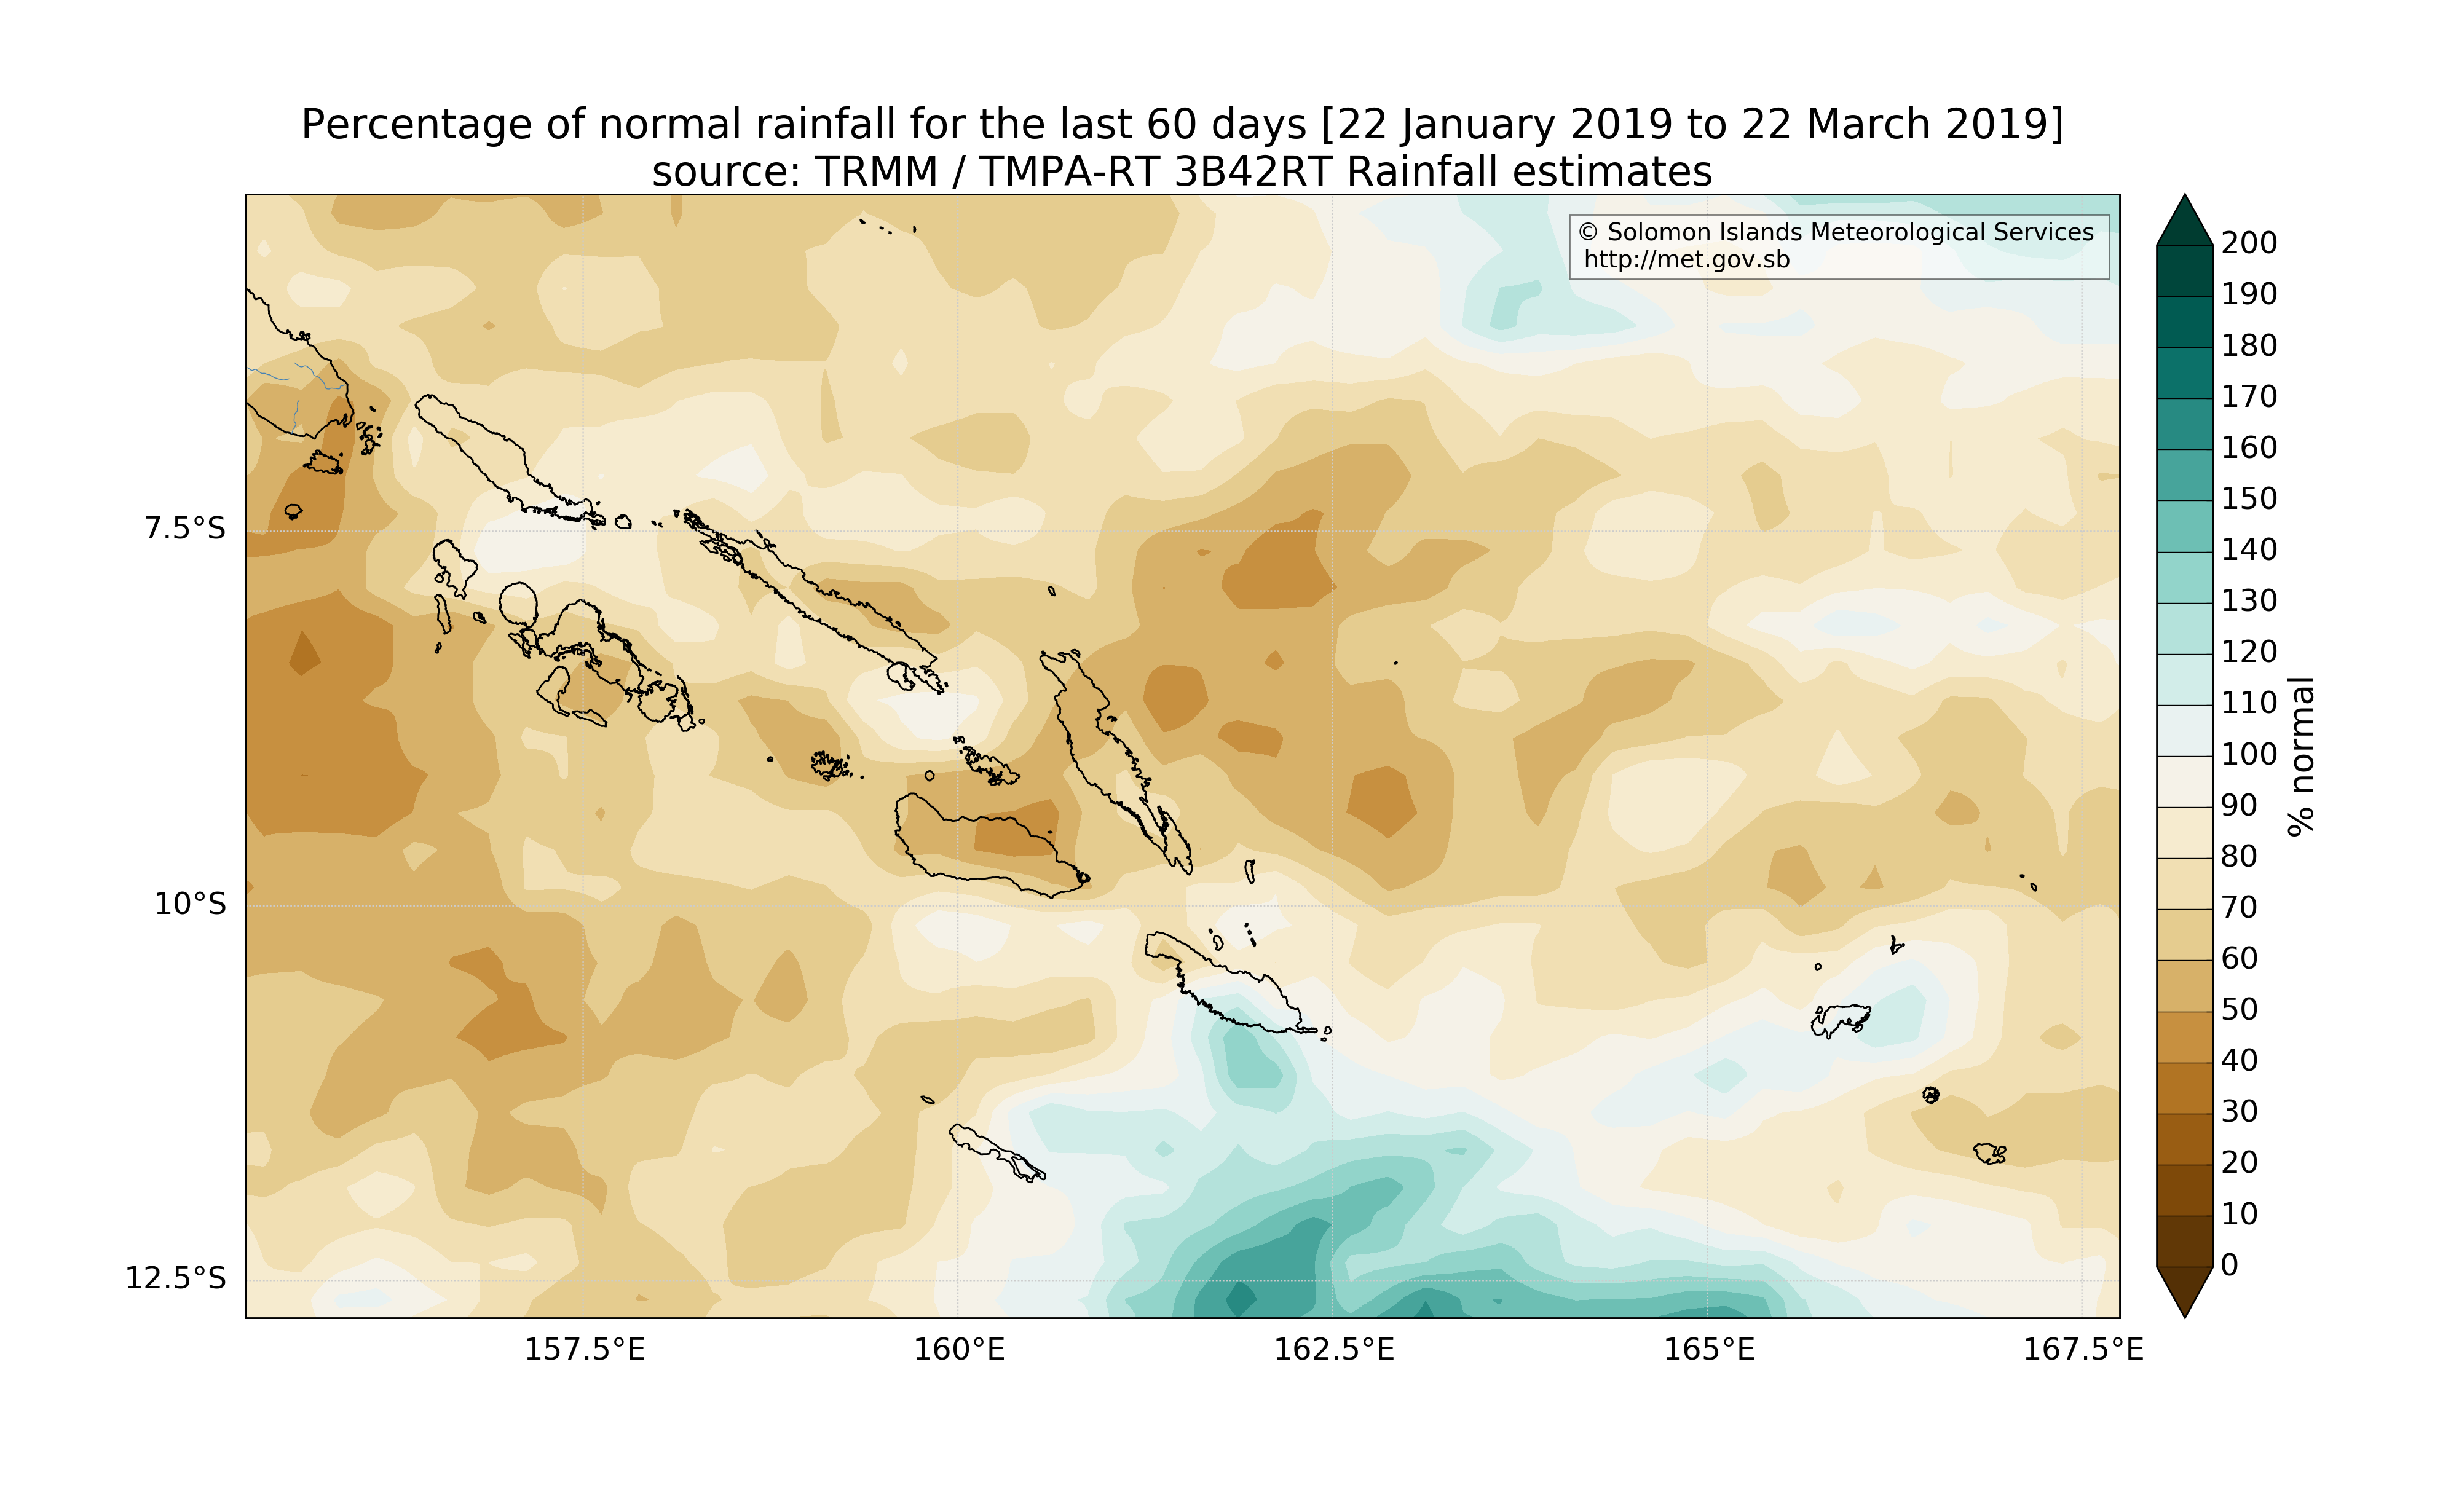 Percentage of normal rainfall for the last 60 days [22 January 2019 to 22 March 2019]
source: TRMM / TMPA-RT 3B42RT Rainfall estimates
© Solomon Islands Meteorological Services
http://met.gov.sb
7.5°S
10°S
12.5°S
157.5°E
160°E
162.5°E
165°E
167.5°E
200
190
180
170
160
150
140
130
120
110
100
90
80
70
60
50
40
30
20
10
0
% normal